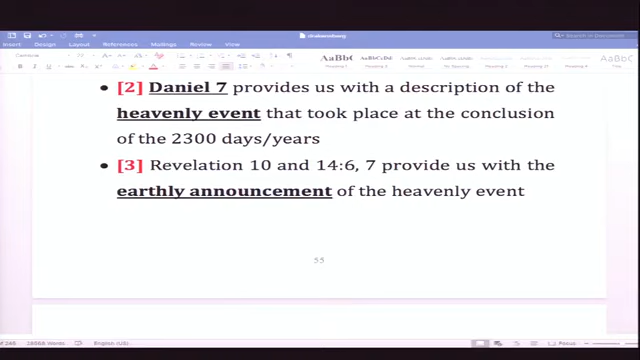 Insert Design Layout References Mailings Review View
AaBbC AaBbCcDdE
• [2] Daniel 7 provides us with a description of the
heavenly event that took place at the conclusion
of the 2300 days/years
• [3] Revelation 10 and 14:6, 7 provide us with the
earthly announcement of the heavenly event
55
English (US)
Focus